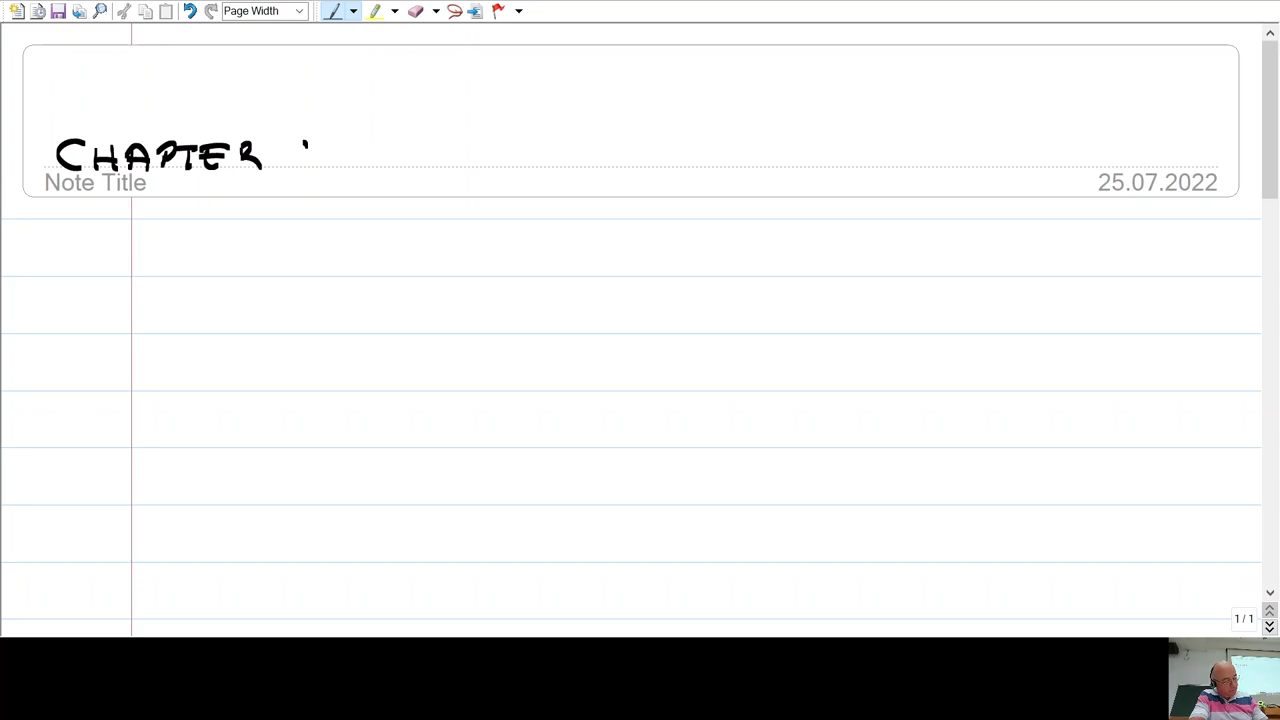 Page Width
CHAPTER
Note Title
25.07.2022
1 / 1